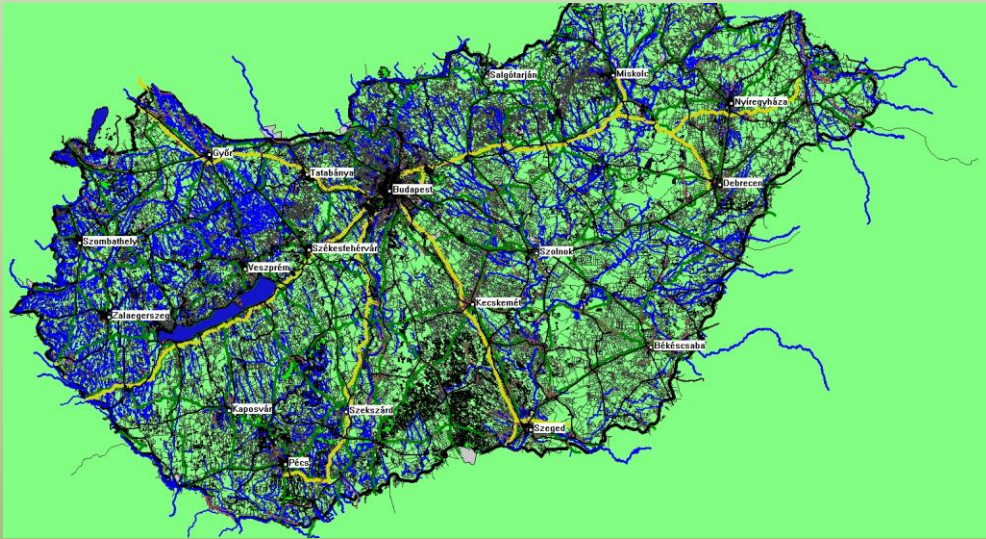 Salgótarján
Miskolc
Nyíregyháza
Győr
Tatabánya
Budapest
Debrecen
Szombathely
Székesfehérvár
Szolnok
Veszprém
Kecskemét
Zalaegerszeg
Békéscsaba
Kaposvár
Szekszárd
Szeged
Pécs